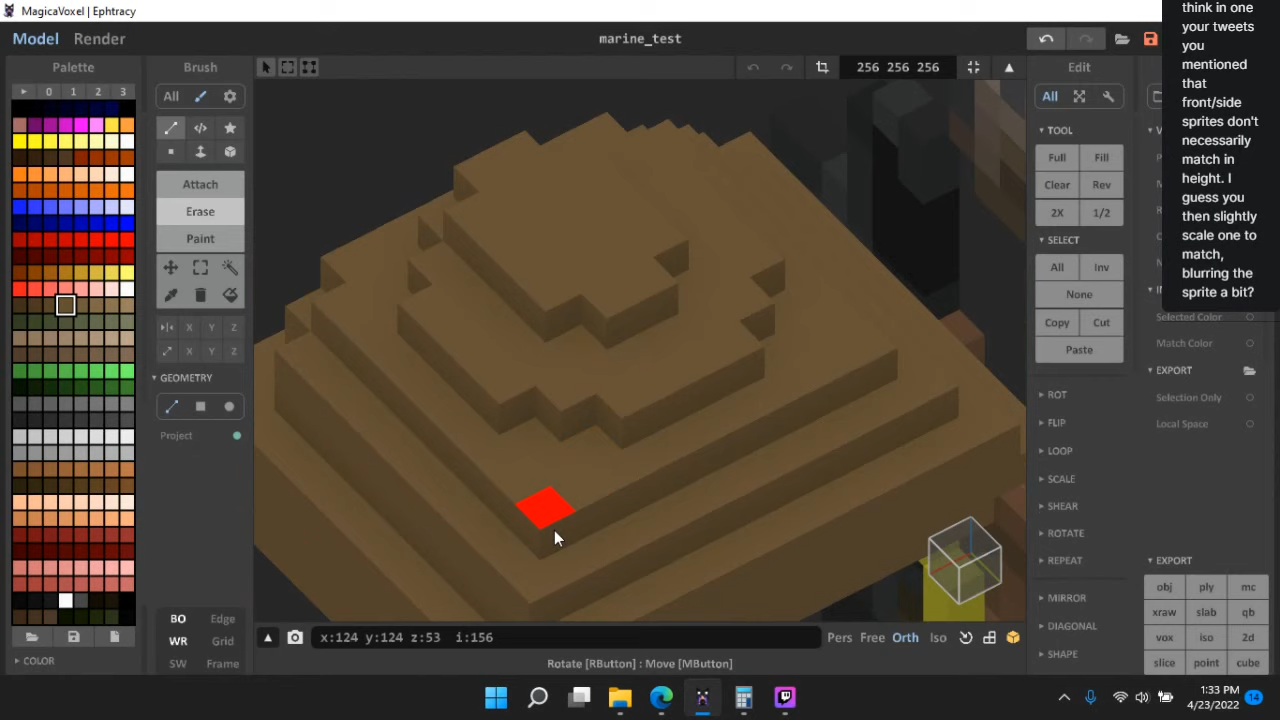 MagicaVoxel | Ephtracy
Model Render
marine_test
Palette
Brush
256 256 256
Edit
0 1 2 3
All
All
TOOL
Full Fill
Clear Rev
2X 1/2
SELECT
All Inv
None
Copy Cut
Paste
ROT
FLIP
LOOP
SCALE
SHEAR
ROTATE
REPEAT
MIRROR
DIAGONAL
SHAPE
Attach
Erase
Paint
X Y Z
X Y Z
GEOMETRY
Project
BO Edge
WR Grid
SW Frame
COLOR
think in one
your tweets
you
mentioned
that
front/side
sprites don't
necessarily
match in
height. I
guess you
then slightly
scale one to
match,
blurring the
sprite a bit?
Selected Color
Match Color
EXPORT
Selection Only
Local Space
EXPORT
obj ply mc
xraw slab qb
vox iso 2d
slice point cube
x:124 y:124 z:53 i:156
Pers Free Orth Iso
Rotate [RButton] : Move [MButton]
1:33 PM
4/23/2022
14